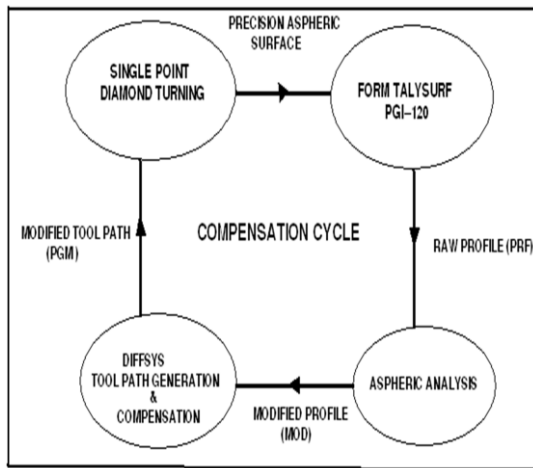 PRECISION ASPHERIC
SURFACE
SINGLE POINT
DIAMOND TURNING
FORM TALYSURF
PGI–120
MODIFIED TOOL PATH
(PGM)
COMPENSATION CYCLE
RAW PROFILE (PRF)
DIFFSYS
TOOL PATH GENERATION
&
COMPENSATION
MODIFIED PROFILE
(MOD)
ASPHERIC ANALYSIS